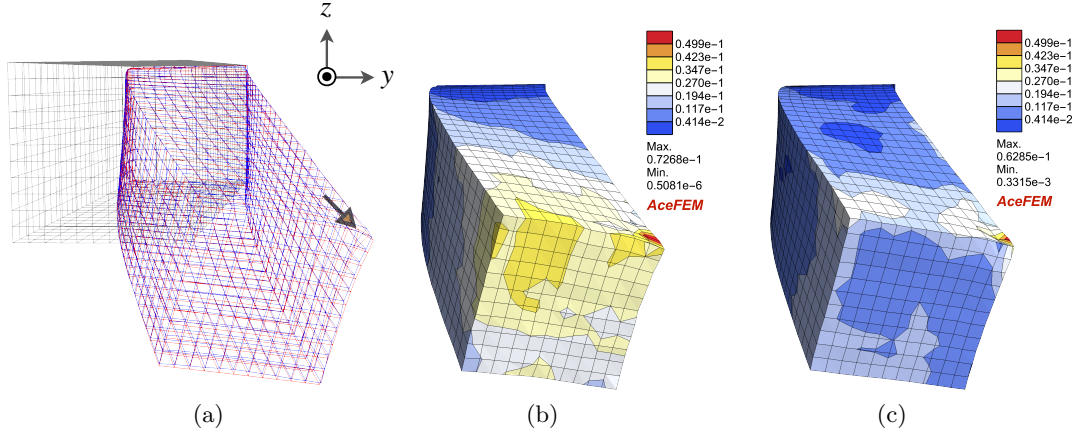 z
y
0.499e−1
0.423e−1
0.347e−1
0.270e−1
0.194e−1
0.117e−1
0.414e−2
Max.
0.7268e−1
Min.
0.5081e−6
AceFEM
0.499e−1
0.423e−1
0.347e−1
0.270e−1
0.194e−1
0.117e−1
0.414e−2
Max.
0.6285e−1
Min.
0.3315e−3
AceFEM
(a)
(b)
(c)